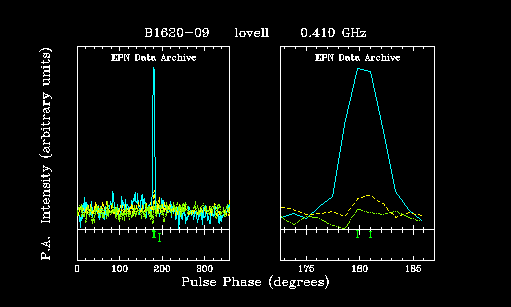 B1620-09 lovell 0.410 GHz
EPN Data Archive EPN Data Archive
P.A. Intensity (arbitrary units)
0 100 200 300 175 180 185
Pulse Phase (degrees)